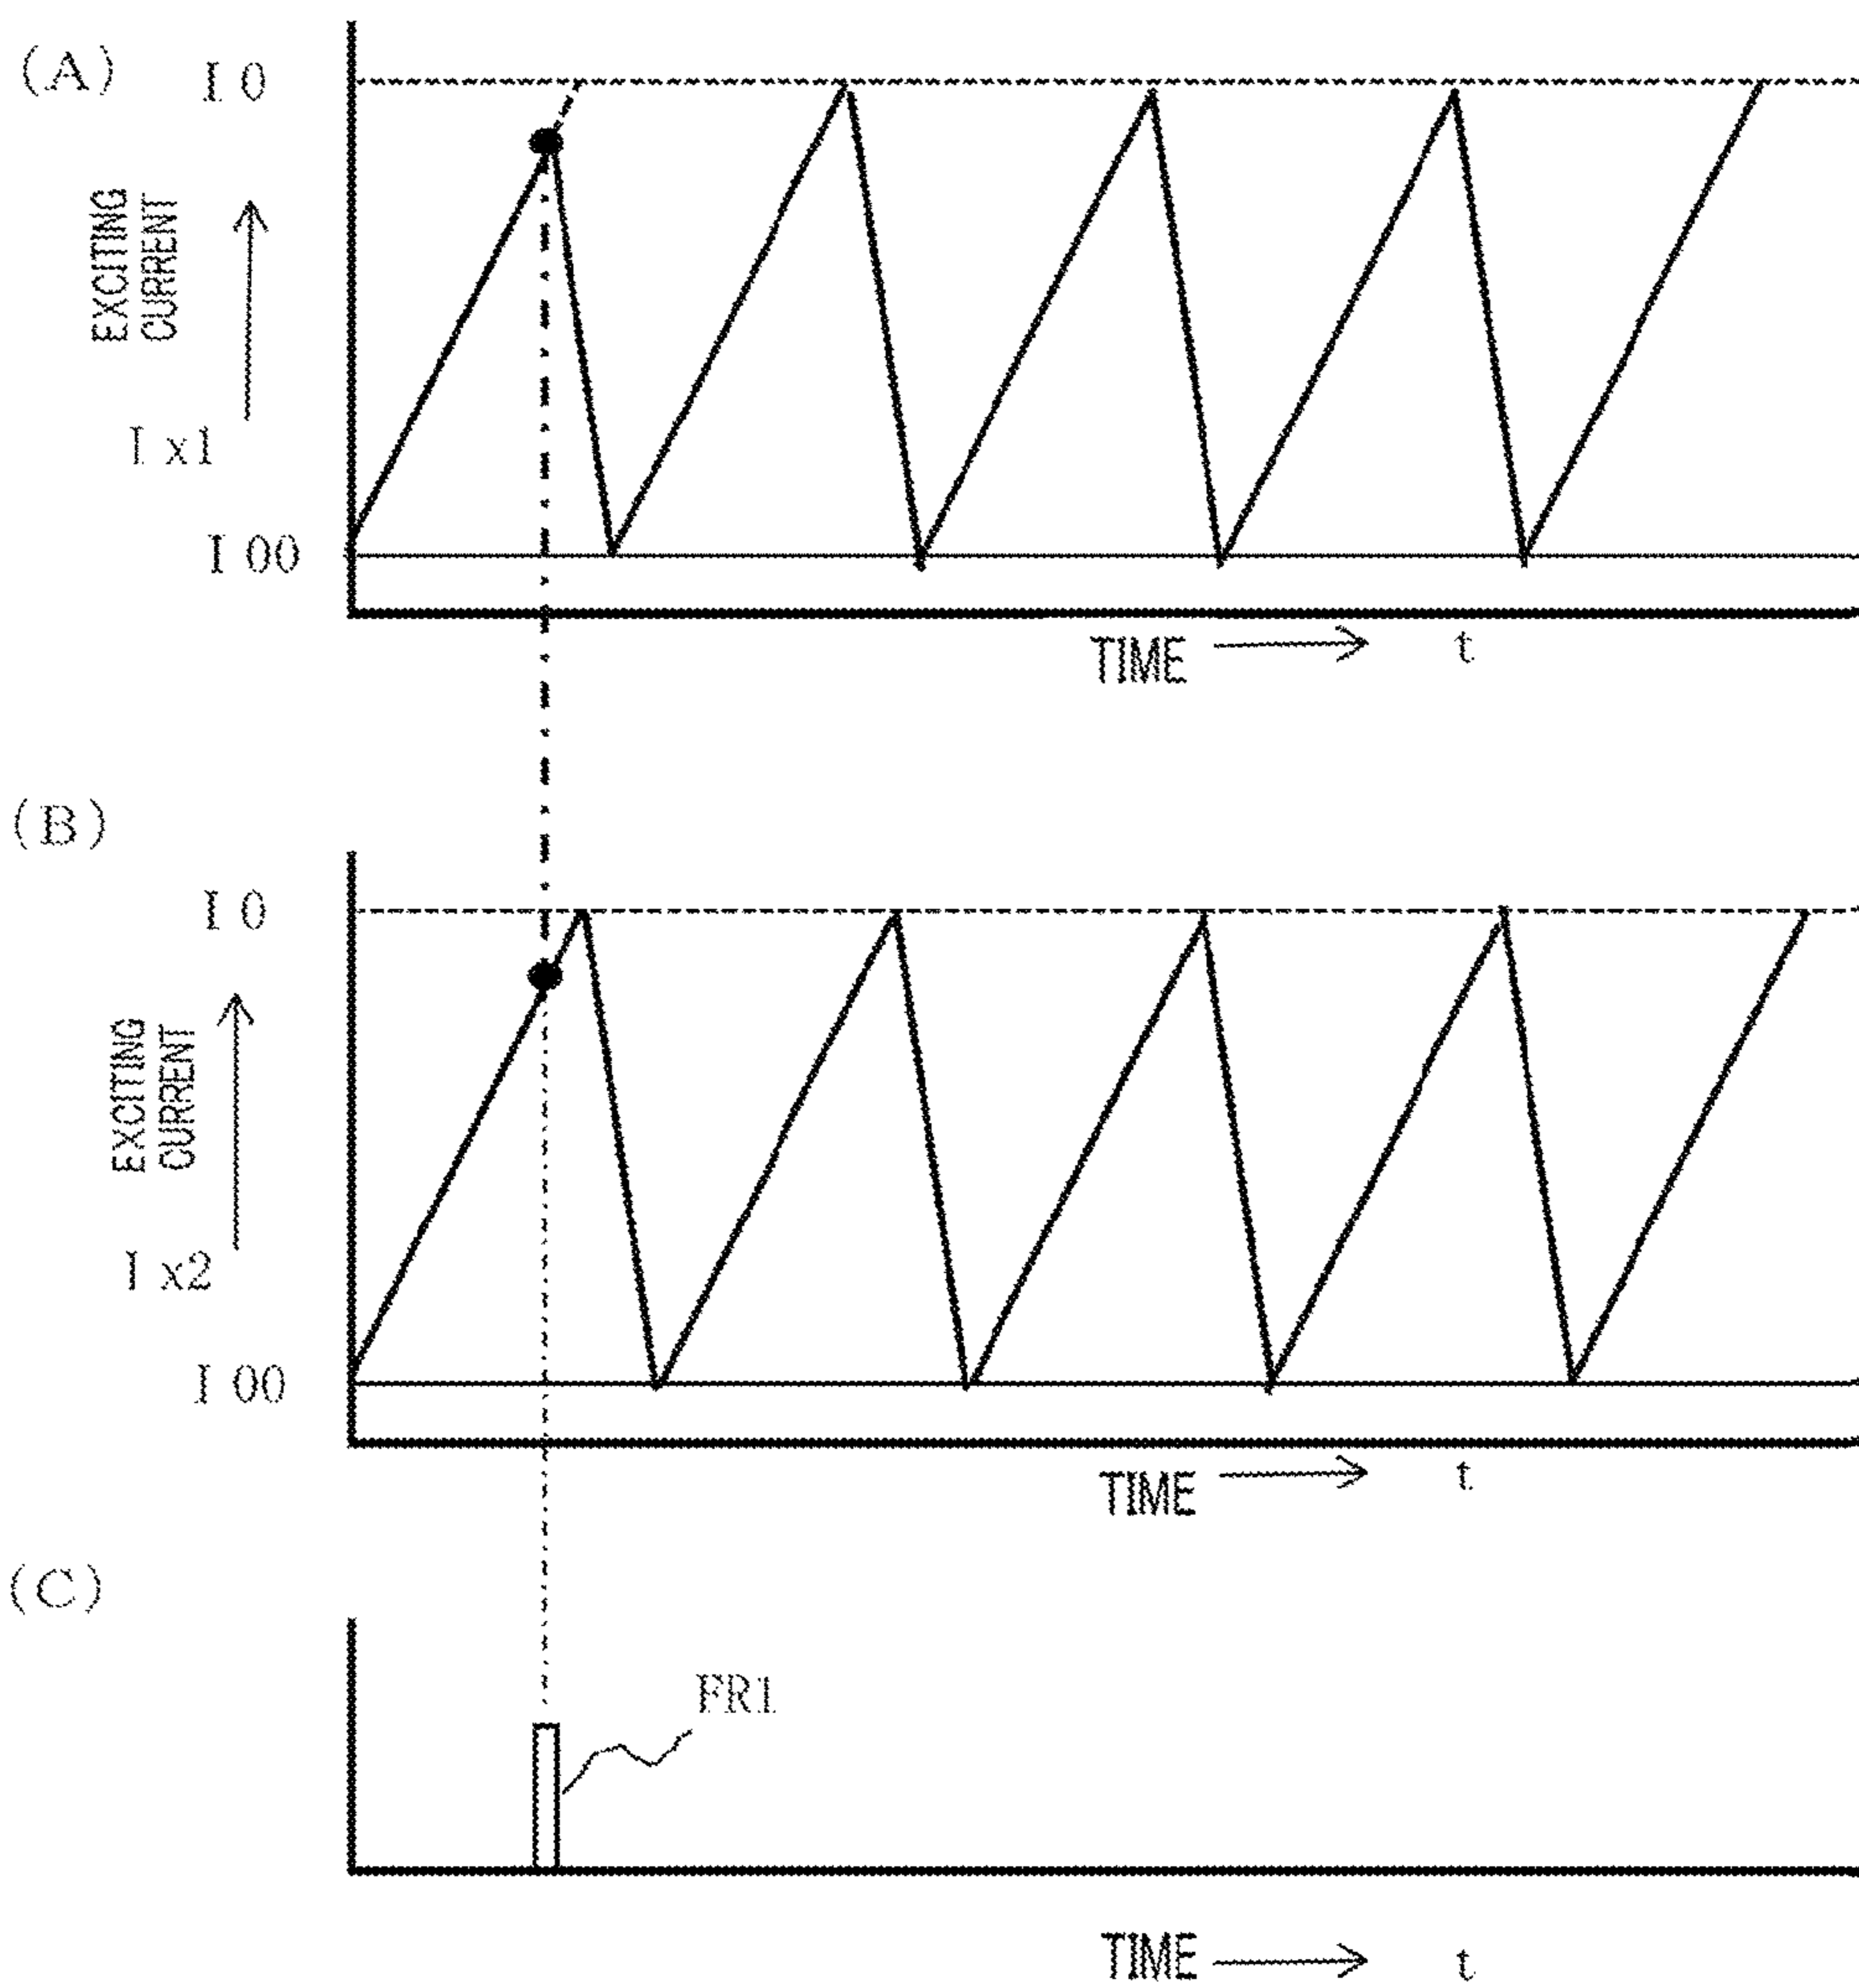 (A)
I 0
EXCITING
CURRENT
I x1
I 00
TIME t
(B)
I 0
EXCITING
CURRENT
I x2
I 00
TIME t
(C)
FR1
TIME t